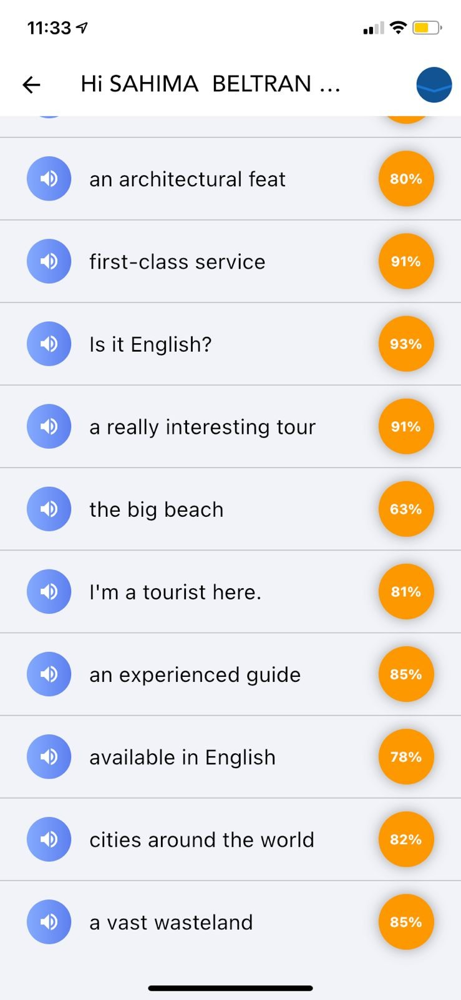 11:33
Hi SAHIMA  BELTRAN ...
an architectural feat
80%
first-class service
91%
Is it English?
93%
a really interesting tour
91%
the big beach
63%
I'm a tourist here.
81%
an experienced guide
85%
available in English
78%
cities around the world
82%
a vast wasteland
85%